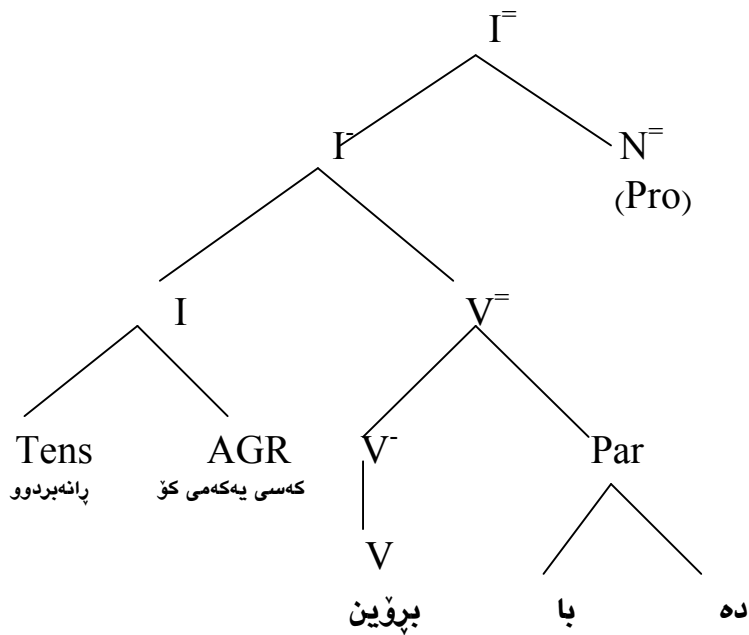 I⁼
I⁻ N⁼
(Pro)
I V⁼
Tens AGR V⁻ Par
ڕانەبردوو کەسی یەکەمی کۆ
V
دە با بڕۆین